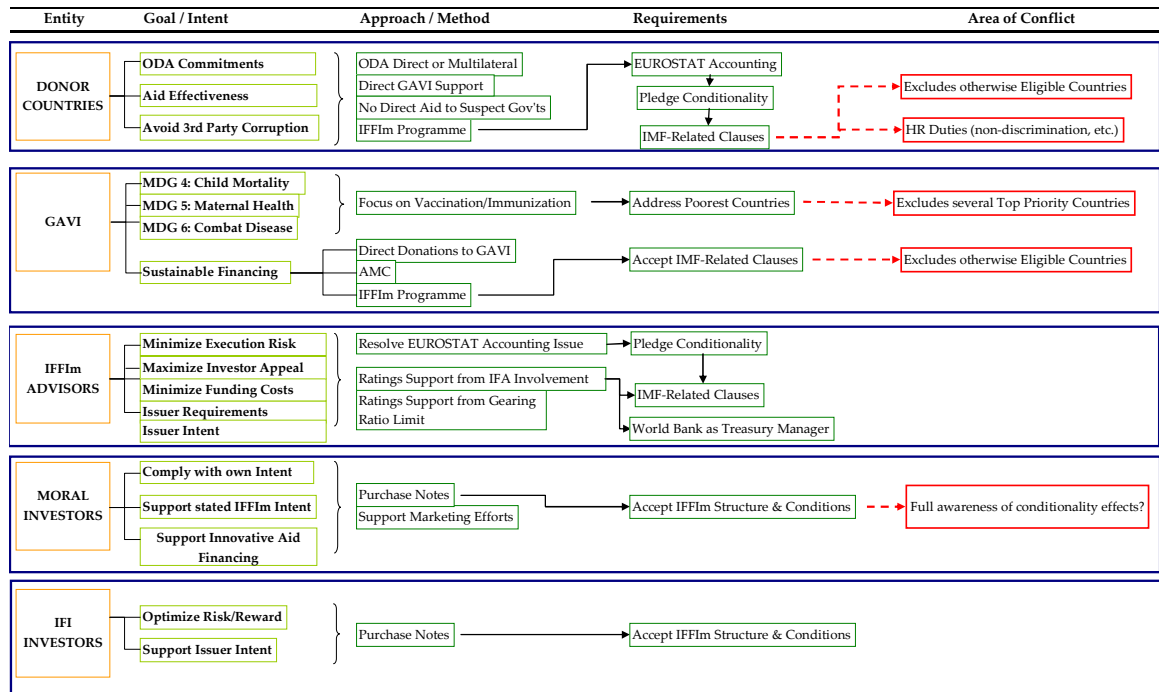 Entity Goal / Intent Approach / Method Requirements Area of Conflict
DONOR
COUNTRIES
ODA Commitments
Aid Effectiveness
Avoid 3rd Party Corruption
ODA Direct or Multilateral
Direct GAVI Support
No Direct Aid to Suspect Gov'ts
IFFIm Programme
EUROSTAT Accounting
Pledge Conditionality
IMF-Related Clauses
Excludes otherwise Eligible Countries
HR Duties (non-discrimination, etc.)
GAVI
MDG 4: Child Mortality
MDG 5: Maternal Health
MDG 6: Combat Disease
Sustainable Financing
Focus on Vaccination/Immunization
Direct Donations to GAVI
AMC
IFFIm Programme
Address Poorest Countries
Accept IMF-Related Clauses
Excludes several Top Priority Countries
Excludes otherwise Eligible Countries
IFFIm
ADVISORS
Minimize Execution Risk
Maximize Investor Appeal
Minimize Funding Costs
Issuer Requirements
Issuer Intent
Resolve EUROSTAT Accounting Issue
Ratings Support from IFA Involvement
Ratings Support from Gearing
Ratio Limit
Pledge Conditionality
IMF-Related Clauses
World Bank as Treasury Manager
MORAL
INVESTORS
Comply with own Intent
Support stated IFFIm Intent
Support Innovative Aid
Financing
Purchase Notes
Support Marketing Efforts
Accept IFFIm Structure & Conditions
Full awareness of conditionality effects?
IFI
INVESTORS
Optimize Risk/Reward
Support Issuer Intent
Purchase Notes
Accept IFFIm Structure & Conditions